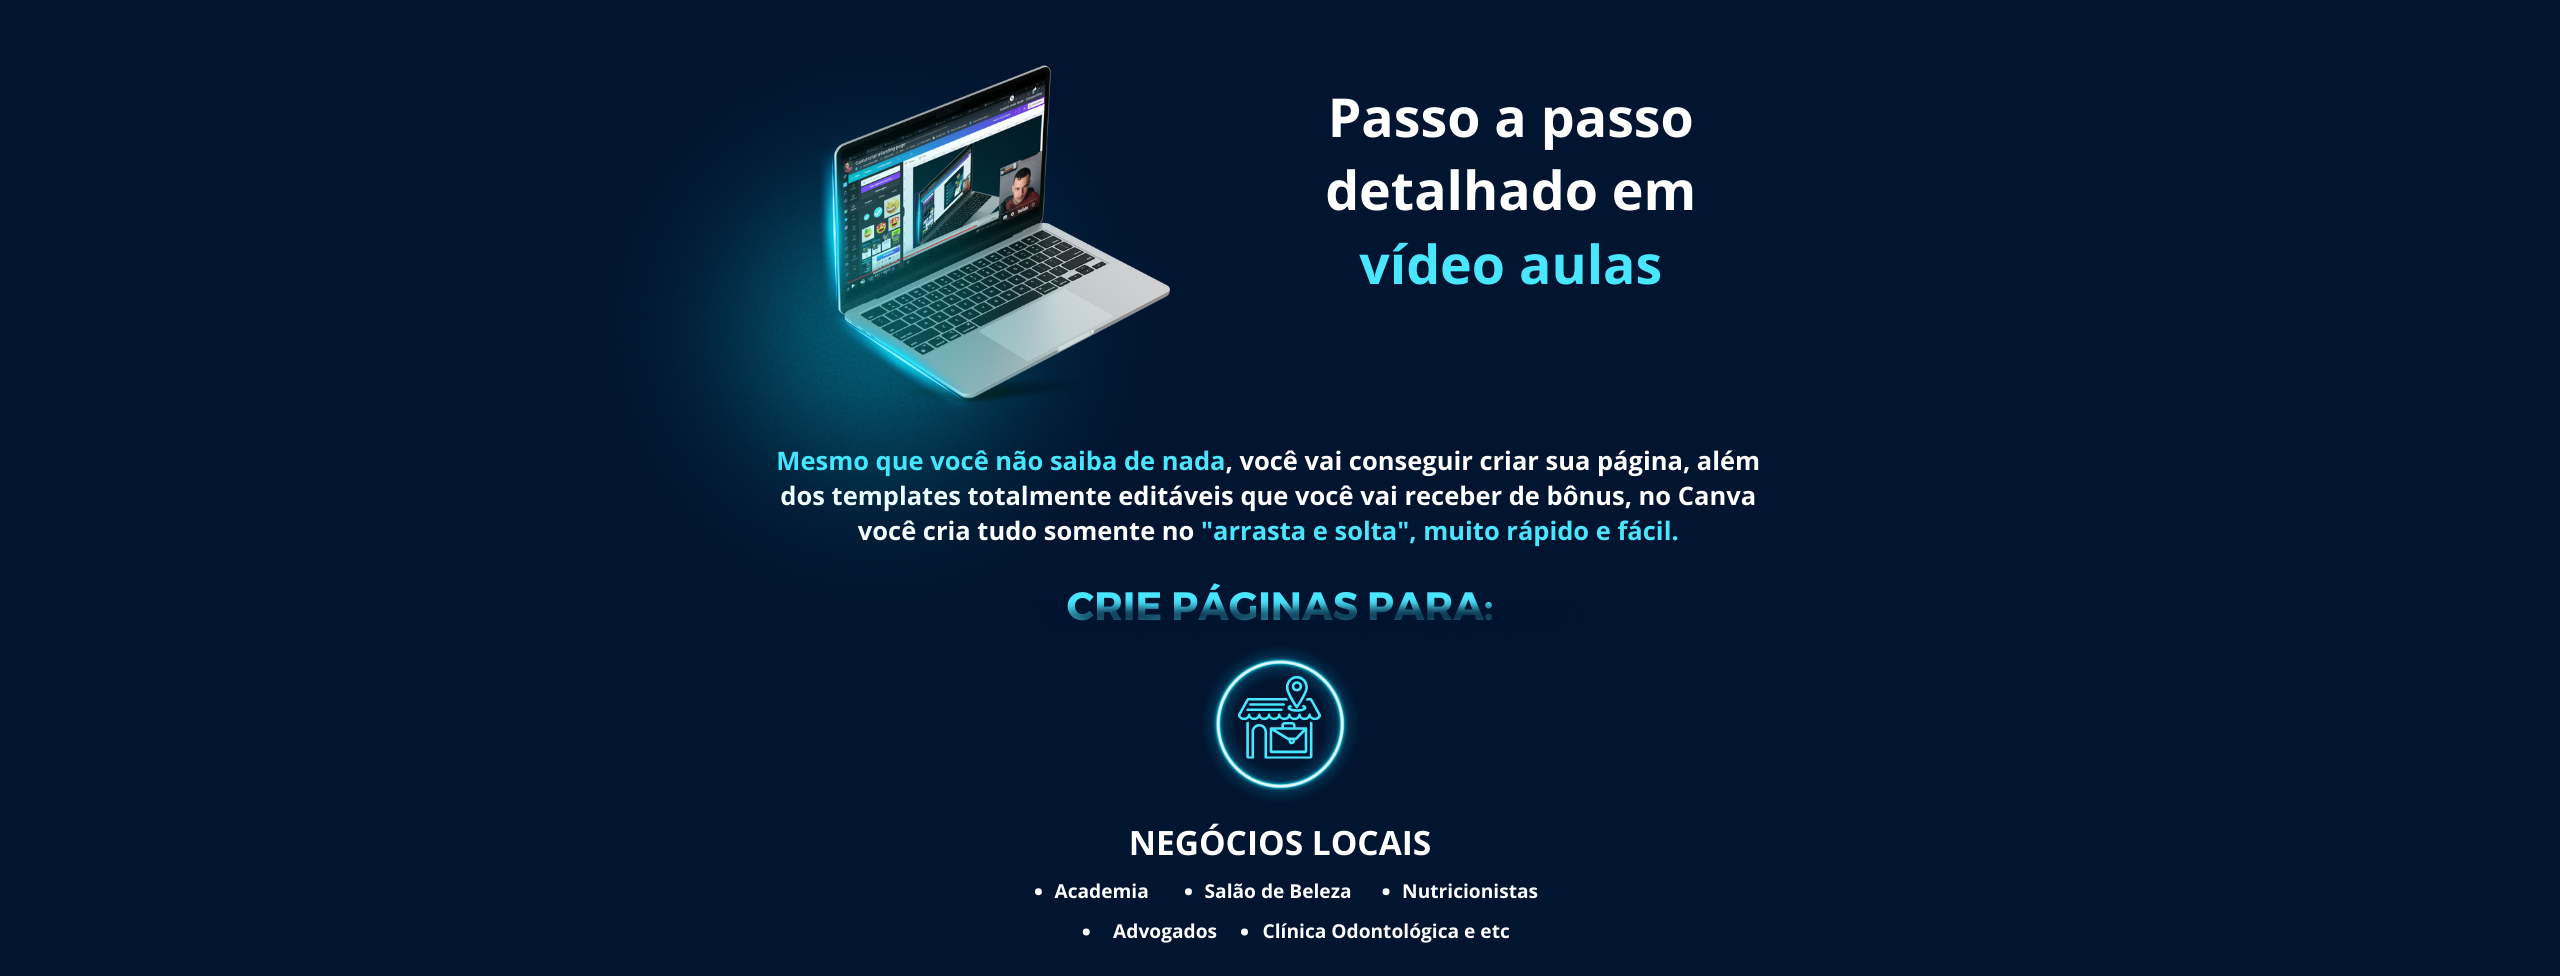 Passo a passo
detalhado em
vídeo aulas
Mesmo que você não saiba de nada, você vai conseguir criar sua página, além
dos templates totalmente editáveis que você vai receber de bônus, no Canva
você cria tudo somente no "arrasta e solta", muito rápido e fácil.
CRIE PÁGINAS PARA:
NEGÓCIOS LOCAIS
• Academia • Salão de Beleza • Nutricionistas
• Advogados • Clínica Odontológica e etc